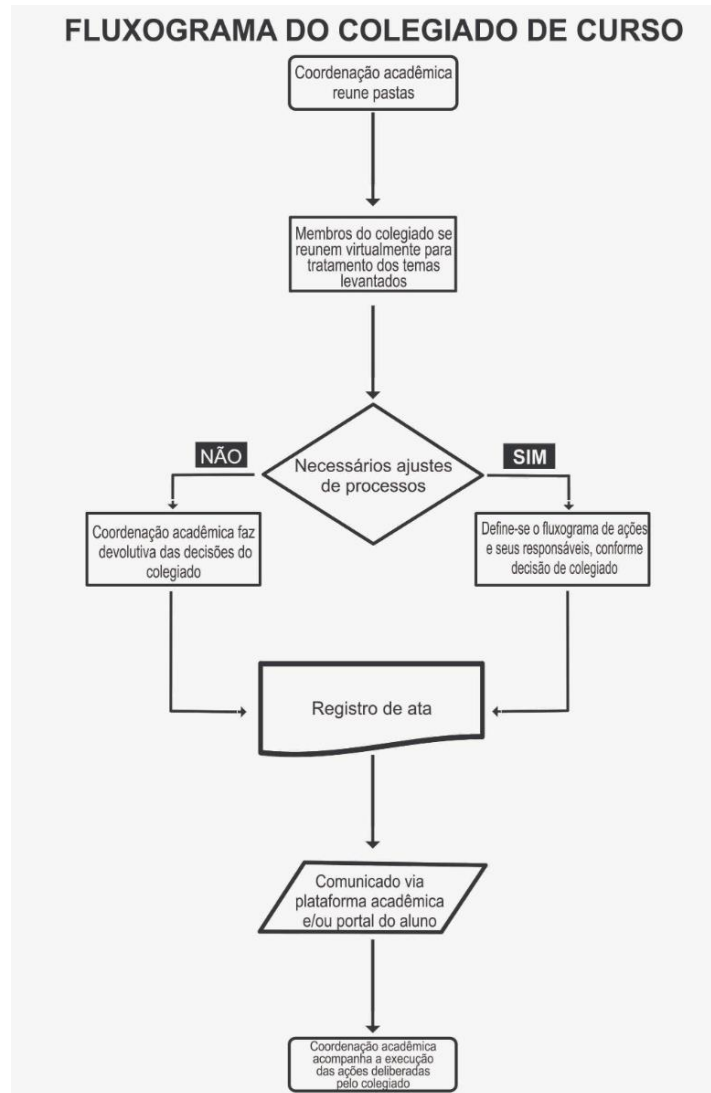 FLUXOGRAMA DO COLEGIADO DE CURSO
Coordenação acadêmica
reune pastas
Membros do colegiado se
reunem virtualmente para
tratamento dos temas
levantados
Necessários ajustes
de processos
NÃO
SIM
Coordenação acadêmica faz
devolutiva das decisões do
colegiado
Define-se o fluxograma de ações
e seus responsáveis, conforme
decisão de colegiado
Registro de ata
Comunicado via
plataforma acadêmica
e/ou portal do aluno
Coordenação acadêmica
acompanha a execução
das ações deliberadas
pelo colegiado